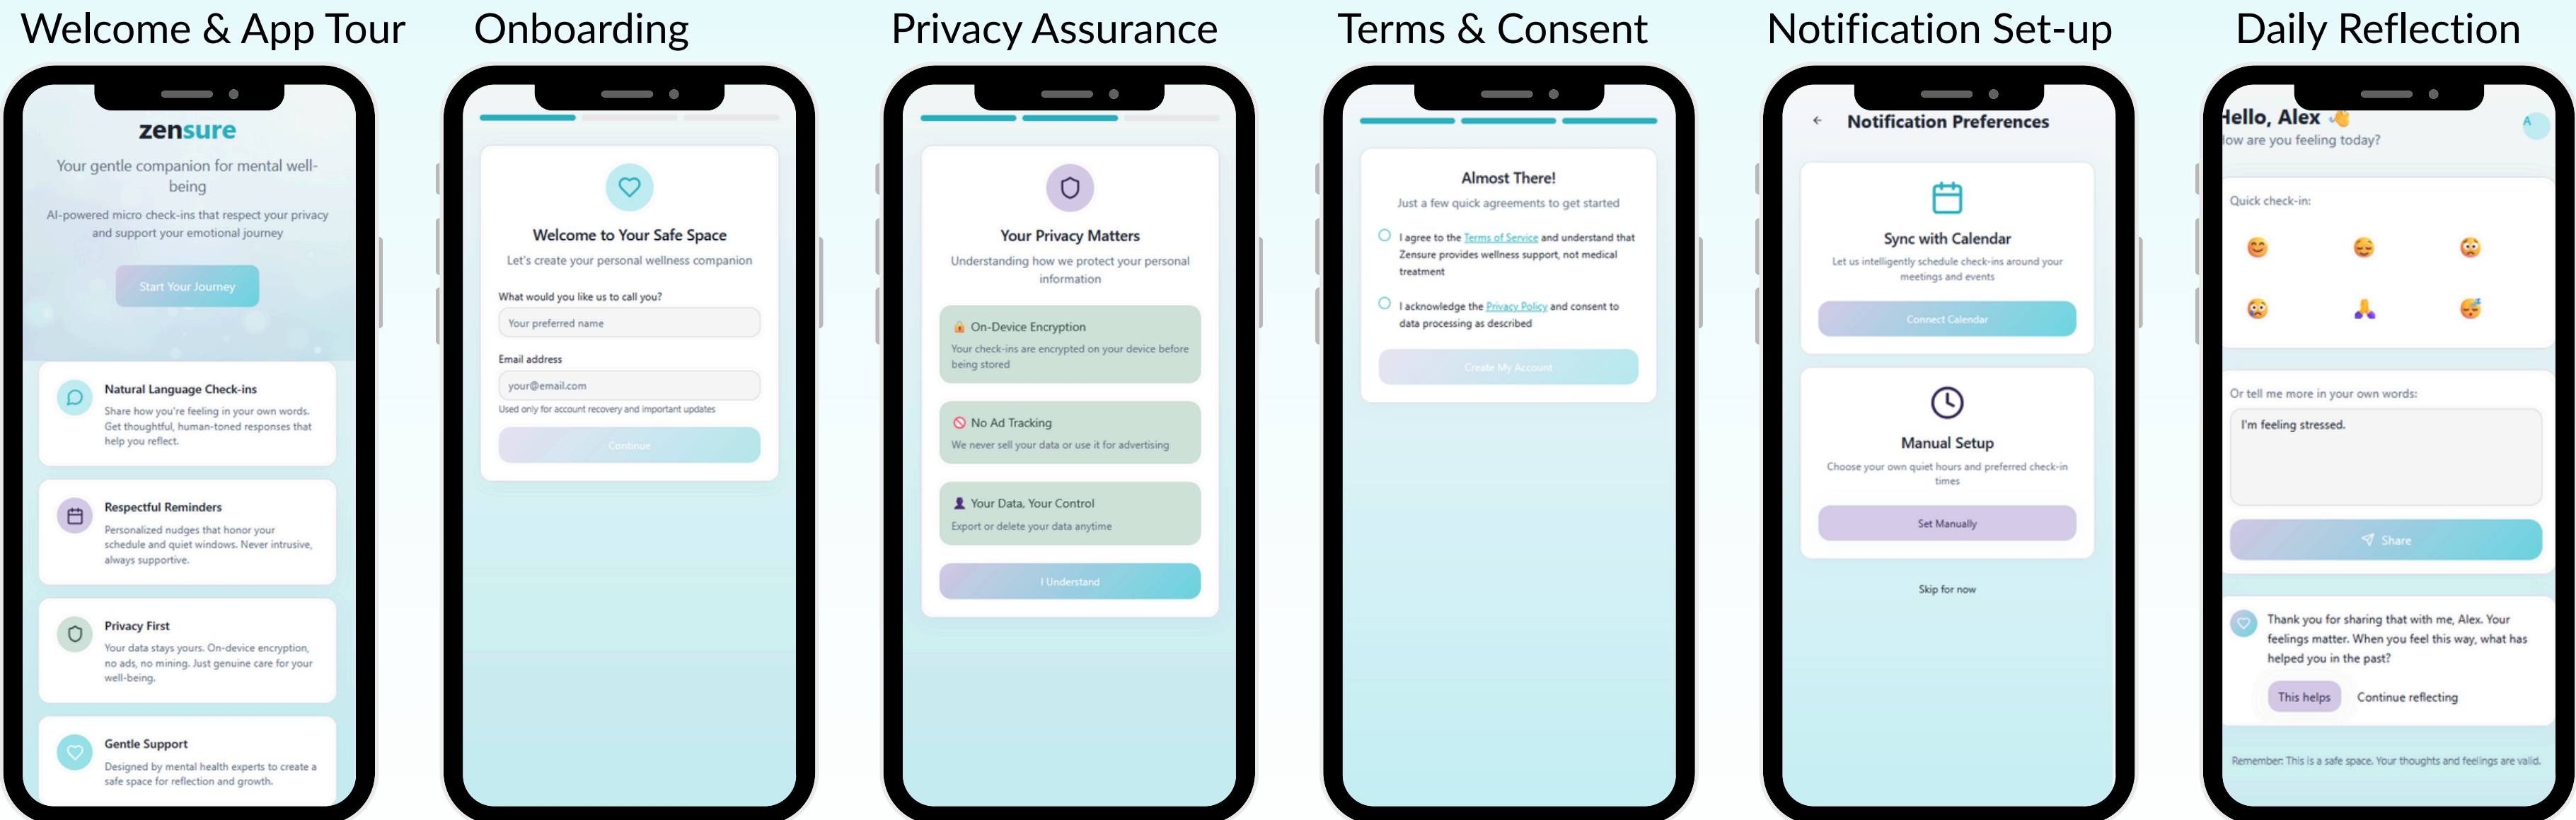 Welcome & App Tour
zensure
Your gentle companion for mental well-
being
AI-powered micro check-ins that respect your privacy
and support your emotional journey
Start Your Journey
Natural Language Check-ins
Share how you're feeling in your own words.
Get thoughtful, human-toned responses that
help you reflect.
Respectful Reminders
Personalized nudges that honor your
schedule and quiet windows. Never intrusive,
always supportive.
Privacy First
Your data stays yours. On-device encryption,
no ads, no mining. Just genuine care for your
well-being.
Gentle Support
Designed by mental health experts to create a
safe space for reflection and growth.
Onboarding
Welcome to Your Safe Space
Let's create your personal wellness companion
What would you like us to call you?
Your preferred name
Email address
your@email.com
Used only for account recovery and important updates
Continue
Privacy Assurance
Your Privacy Matters
Understanding how we protect your personal
information
On-Device Encryption
Your check-ins are encrypted on your device before
being stored
No Ad Tracking
We never sell your data or use it for advertising
Your Data, Your Control
Export or delete your data anytime
I Understand
Terms & Consent
Almost There!
Just a few quick agreements to get started
I agree to the Terms of Service and understand that
Zensure provides wellness support, not medical
treatment
I acknowledge the Privacy Policy and consent to
data processing as described
Create My Account
Notification Set-up
Notification Preferences
Sync with Calendar
Let us intelligently schedule check-ins around your
meetings and events
Connect Calendar
Manual Setup
Choose your own quiet hours and preferred check-in
times
Set Manually
Skip for now
Daily Reflection
Hello, Alex 👋
A
How are you feeling today?
Quick check-in:
Or tell me more in your own words:
I'm feeling stressed.
Share
Thank you for sharing that with me, Alex. Your
feelings matter. When you feel this way, what has
helped you in the past?
This helps
Continue reflecting
Remember: This is a safe space. Your thoughts and feelings are valid.